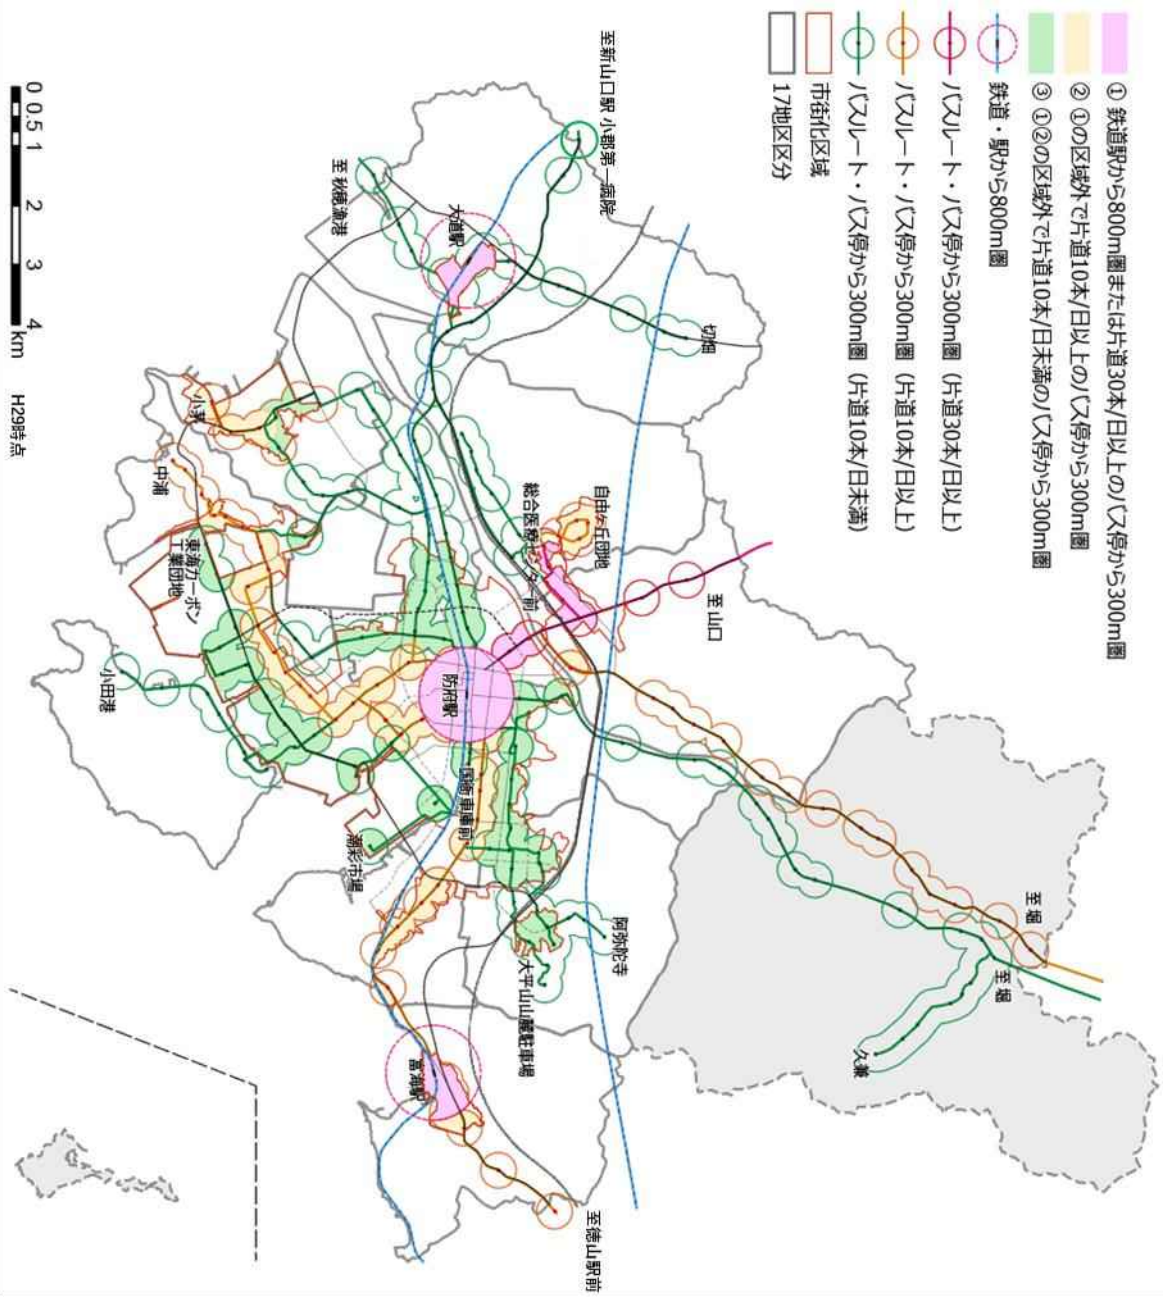 ① 鉄道駅から800m圏または片道30本/日以上のバス停から300m圏
② ①の区域外で片道10本/日以上のバス停から300m圏
③ ①②の区域外で片道10本/日未満のバス停から300m圏
鉄道・駅から800m圏
バスルート・バス停から300m圏（片道30本/日以上）
バスルート・バス停から300m圏（片道10本/日以上）
バスルート・バス停から300m圏（片道10本/日未満）
市街化区域
17地区区分
至堀
至堀
久兼
至山口
切畑
至新山口駅 小郡第一病院
自由ケ丘団地
阿弥陀寺
至徳山駅前
総合医療センター前
大平山山麓駐車場
大道駅
防府駅
国衙車庫前
富海駅
至秋穂漁港
潮彩市場
小茅
中浦
東海カーボン
工業団地
小田港
0 0.5 1 2 3 4 km
H29時点